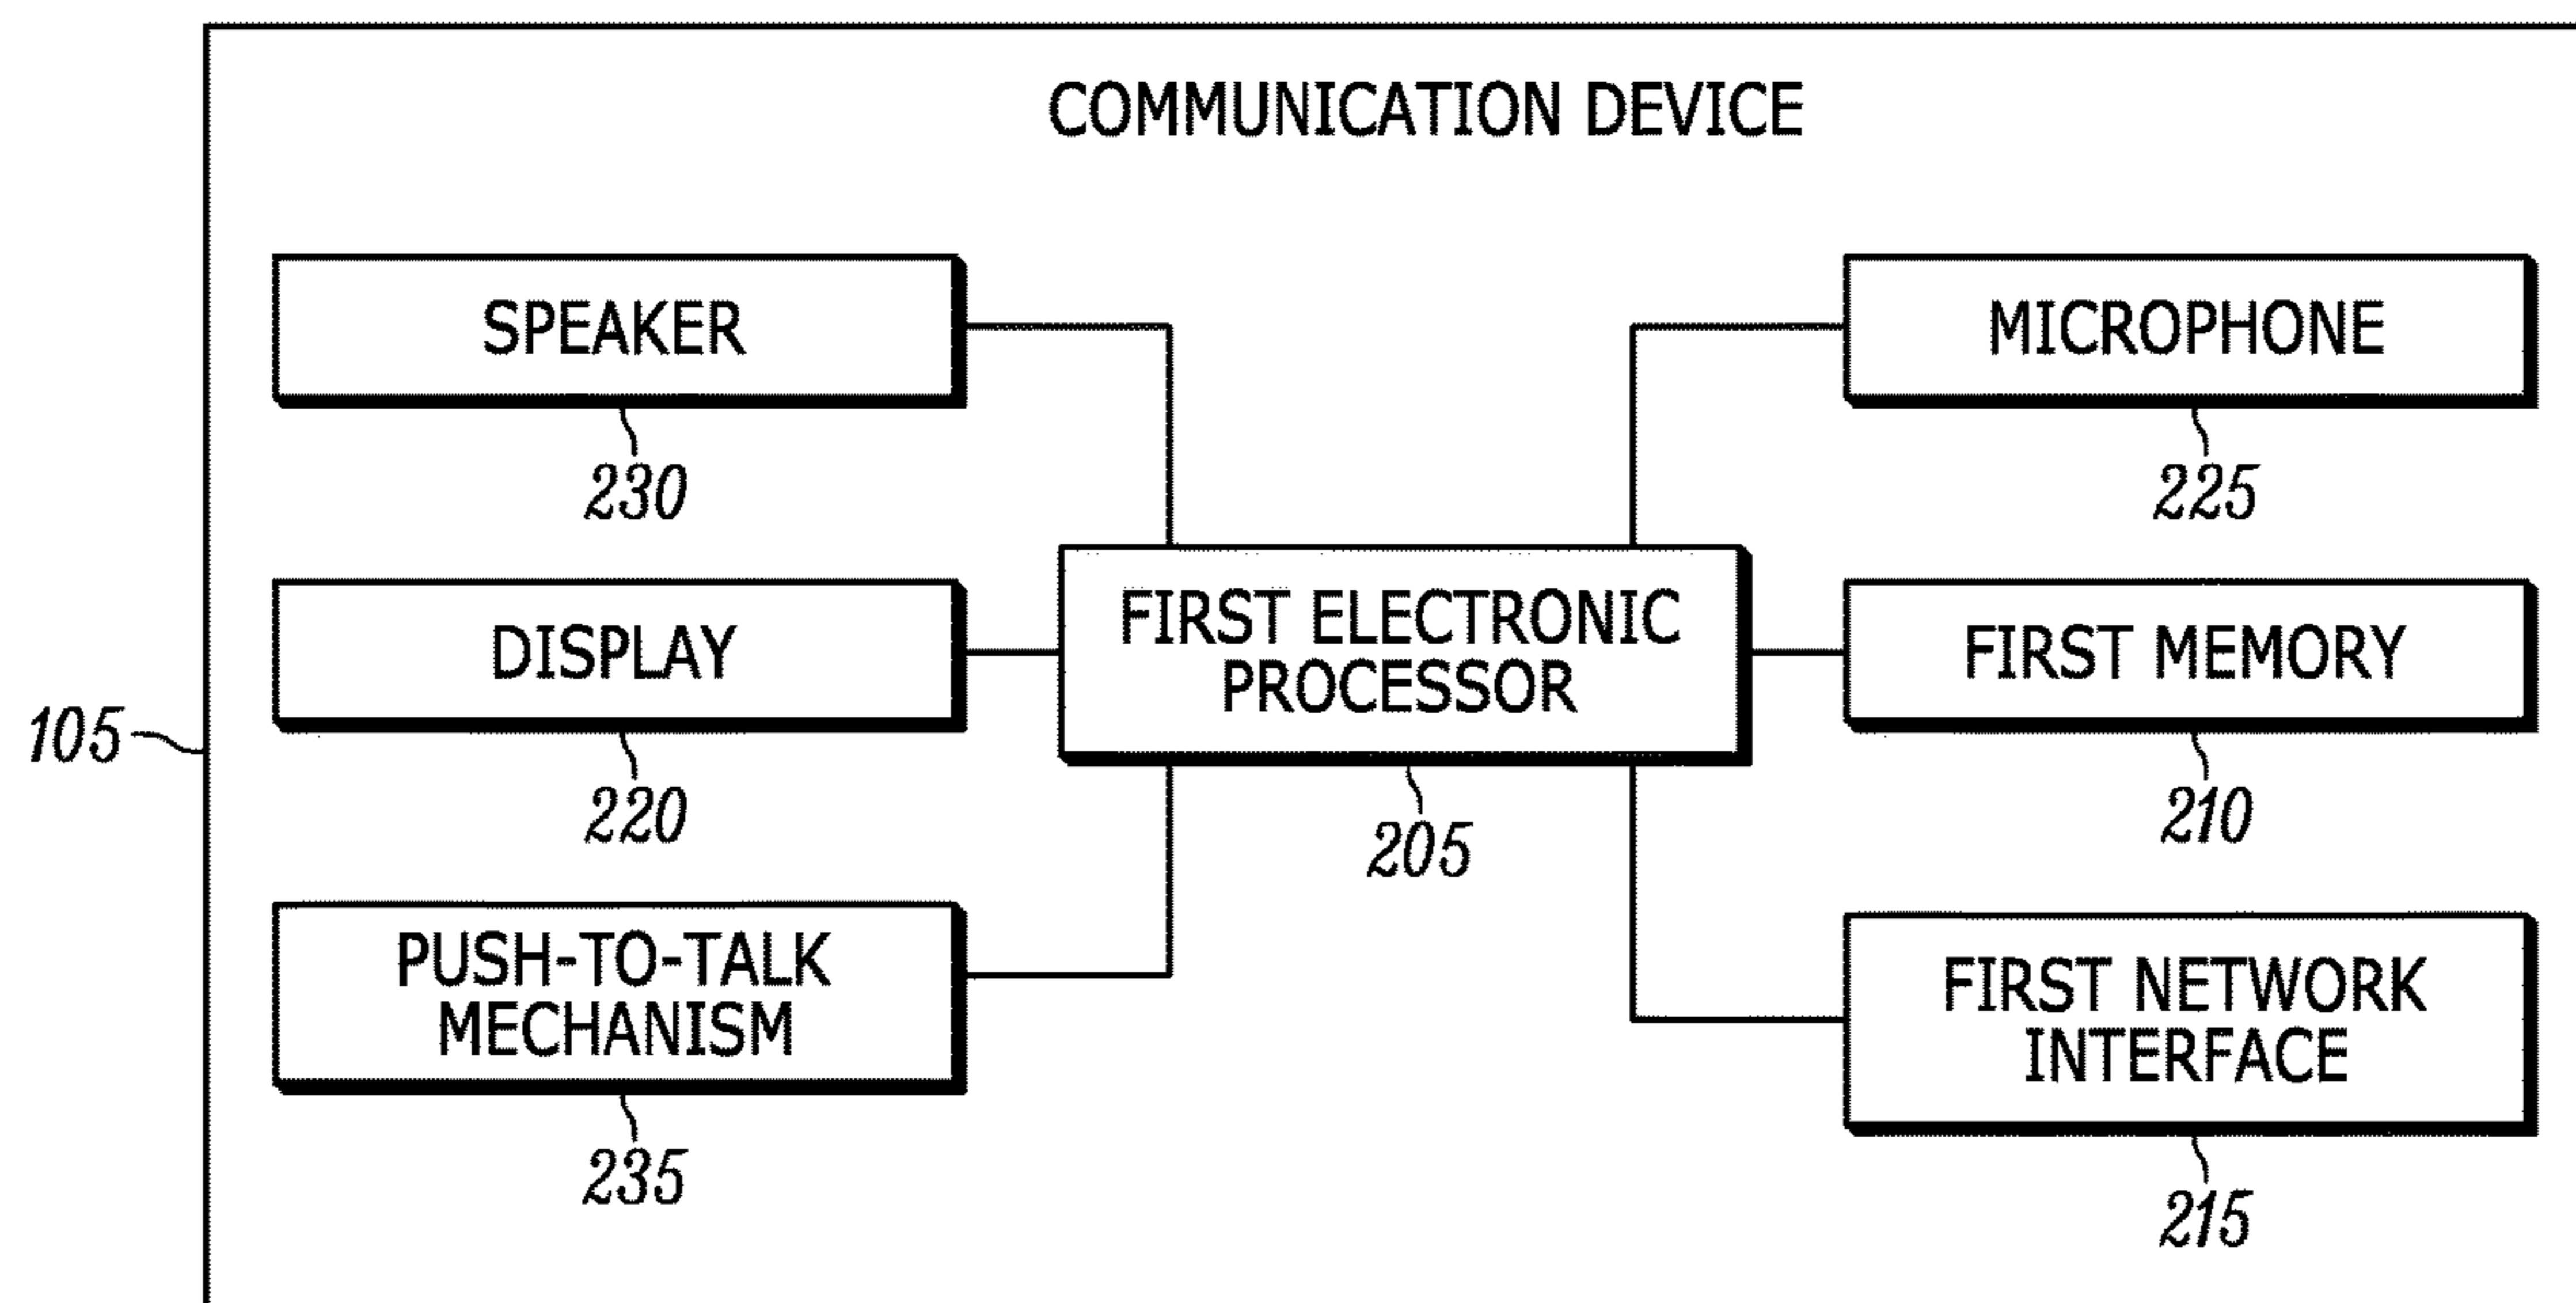 COMMUNICATION DEVICE
SPEAKER
230
MICROPHONE
225
DISPLAY
220
FIRST ELECTRONIC
PROCESSOR
205
FIRST MEMORY
210
105
PUSH-TO-TALK
MECHANISM
235
FIRST NETWORK
INTERFACE
215